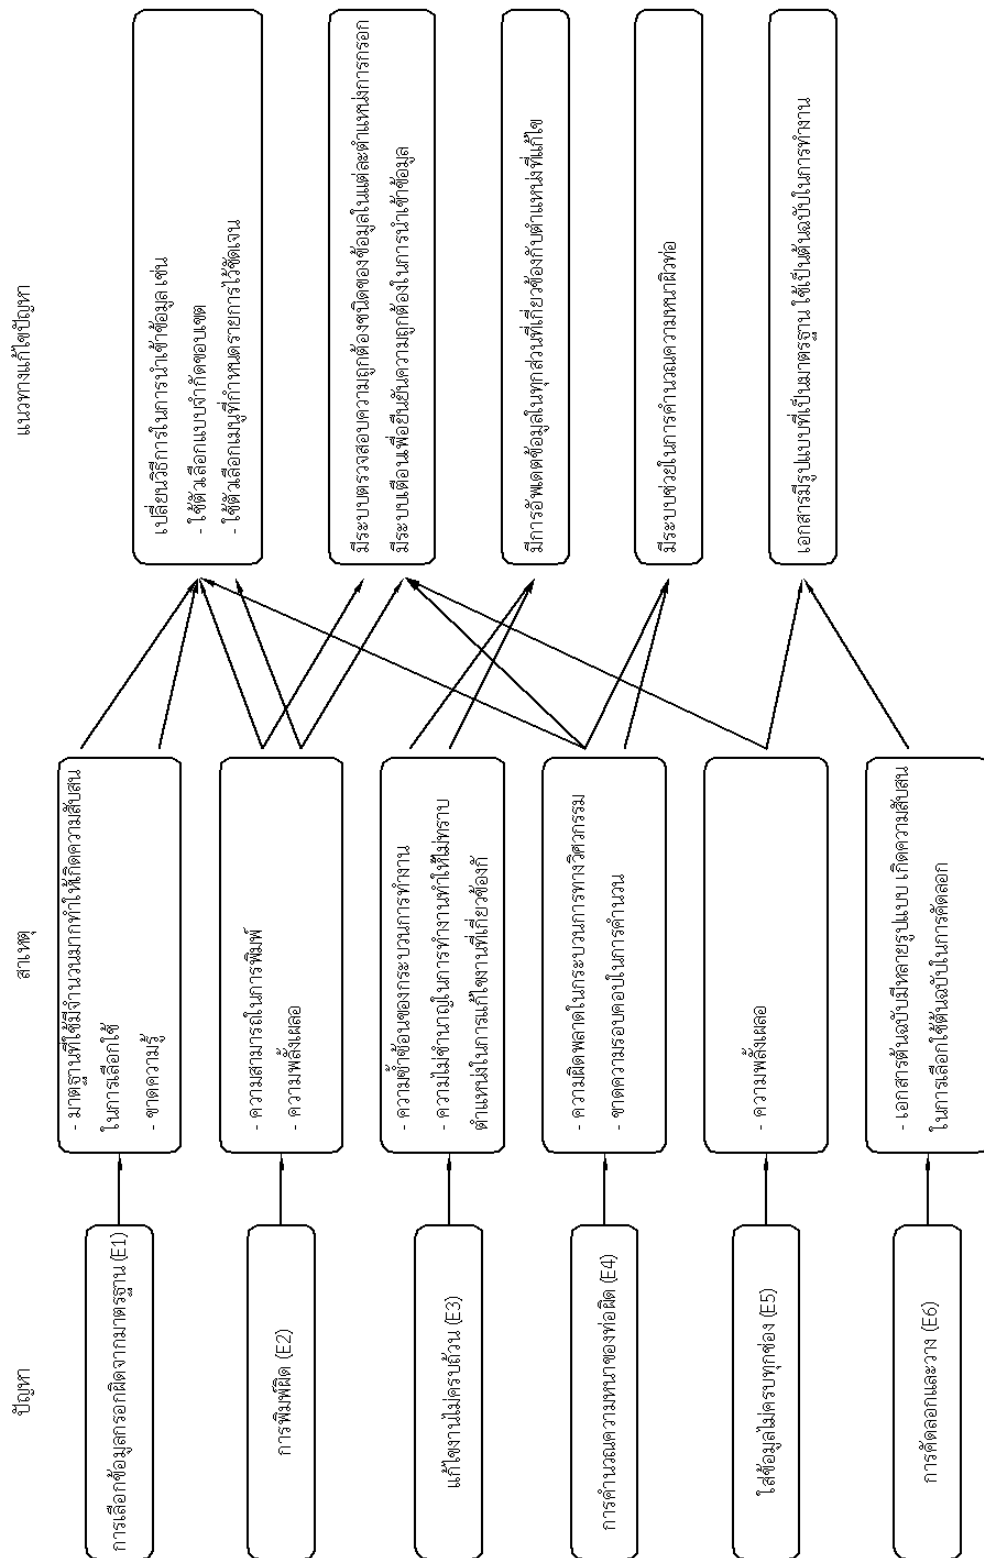 ปัญหา
สาเหตุ
แนวทางแก้ไขปัญหา
การเลือกข้อมูลกรอกผิดจากมาตรฐาน (E1)
การพิมพ์ผิด (E2)
แก้ไขงานไม่ครบถ้วน (E3)
การคำนวณความหนาของท่อผิด (E4)
ใส่ข้อมูลไม่ครบทุกช่อง (E5)
การคัดลอกและวาง (E6)
- มาตฐานที่ใช้มีจำนวนมากทำให้เกิดความสับสน
ในการเลือกใช้
- ขาดความรู้
- ความสามารถในการพิมพ์
- ความพลั้งเผลอ
- ความซ้ำซ้อนของกระบวนการทำงาน
- ความไม่ชำนาญในการทำงานทำให้ไม่ทราบ
ตำแหน่งในการแก้ไขงานที่เกี่ยวข้องกั
- ความผิดพลาดในกระบวนการทางวิศวกรรม
- ขาดความรอบคอบในการคำนวน
- ความพลั้งเผลอ
- เอกสารต้นฉบับมีหลายรูปแบบ เกิดความสับสน
ในการเลือกใช้ต้นฉบับในการคัดลอก
เปลี่ยนวิธีการในการนำเข้าข้อมูล เช่น
- ใช้ตัวเลือกแบบจำกัดขอบเขต
- ใช้ตัวเลือกเมนูที่กำหนดรายการไว้ชัดเจน
มีระบบตรวจสอบความถูกต้องชนิดของข้อมูลในแต่ละตำแหน่งการกรอก
มีระบบเตือนเพื่อยืนยันความถูกต้องในการนำเข้าข้อมูล
มีการอัพเดตข้อมูลในทุกส่วนที่เกี่ยวข้องกับตำแหน่งที่แก้ไข
มีระบบช่วยในการคำนวณความหนาผิวท่อ
เอกสารมีรูปแบบที่เป็นมาตรฐาน ใช้เป็นต้นฉบับในการทำงาน